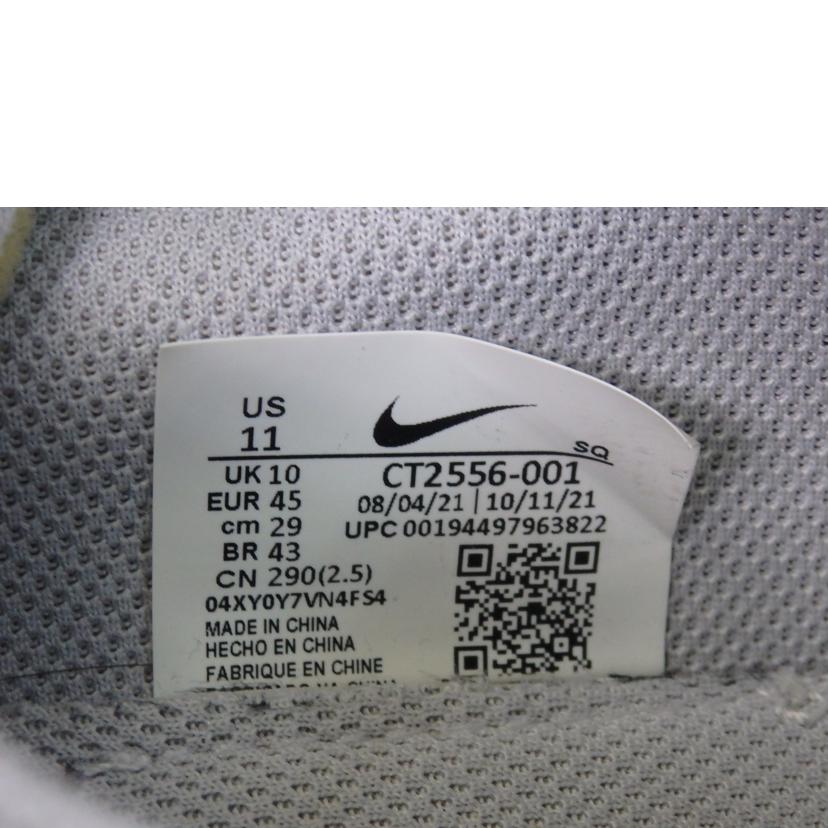 US
11
SQ
UK 10 CT2556-001
EUR 45 08/04/21 | 10/11/21
cm 29 UPC 00194497963822
BR 43
CN 290(2.5)
04XY0Y7VN4FS4
MADE IN CHINA
HECHO EN CHINA
FABRIQUE EN CHINE